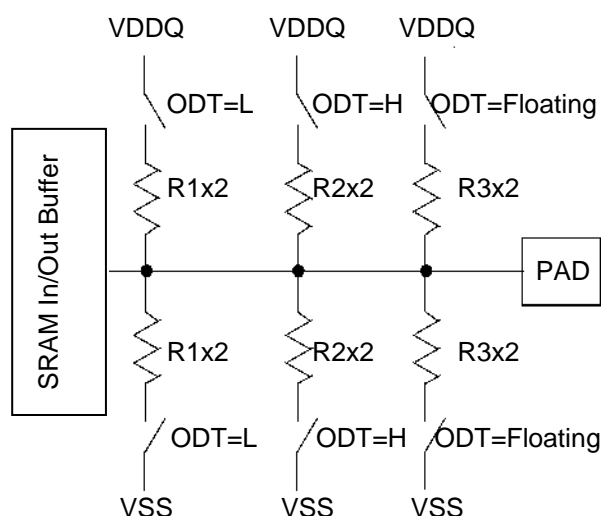 VDDQ VDDQ VDDQ
ODT=L ODT=H ODT=Floating
SRAM In/Out Buffer
R1x2 R2x2 R3x2
PAD
R1x2 R2x2 R3x2
ODT=L ODT=H ODT=Floating
VSS VSS VSS